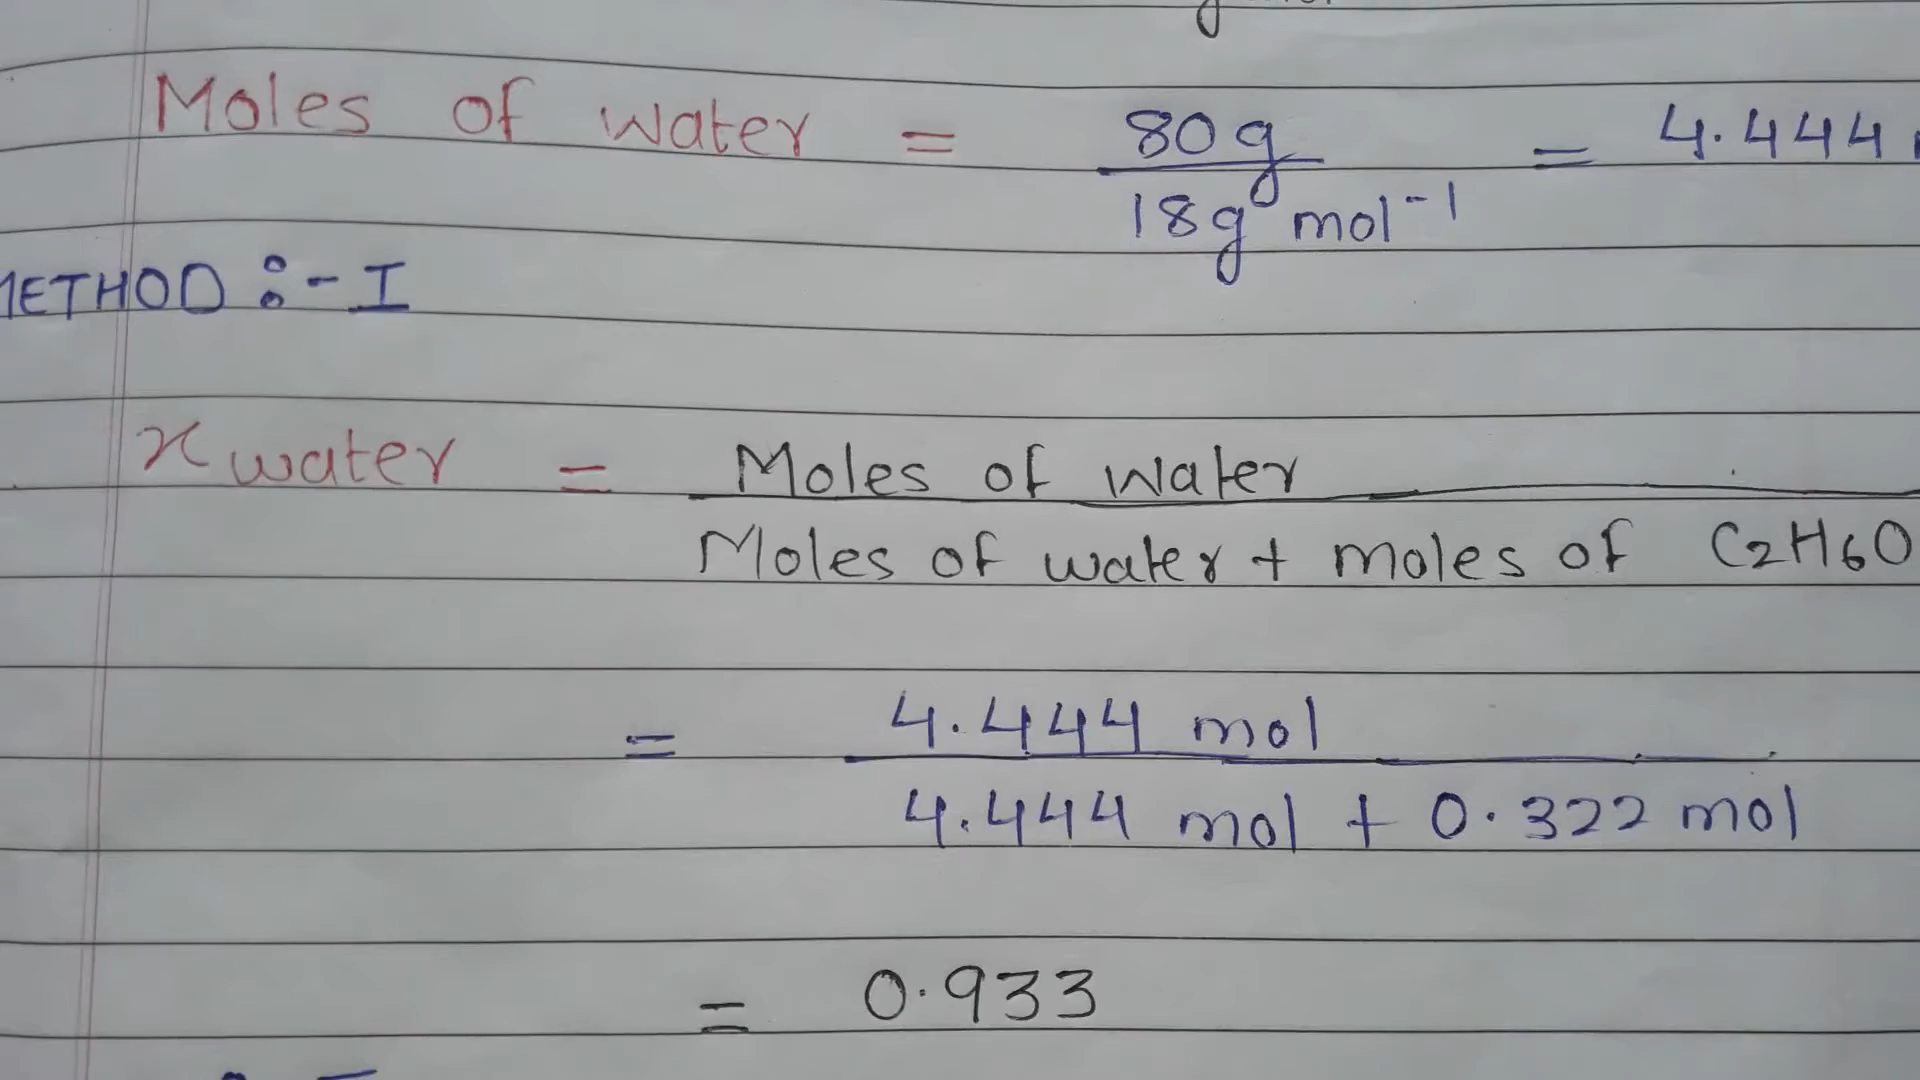 Moles of water = 80 g / 18 g mol⁻¹ = 4.444
METHOD :- I
x water = Moles of water / Moles of water + moles of C2H6O
= 4.444 mol / 4.444 mol + 0.322 mol
= 0.933